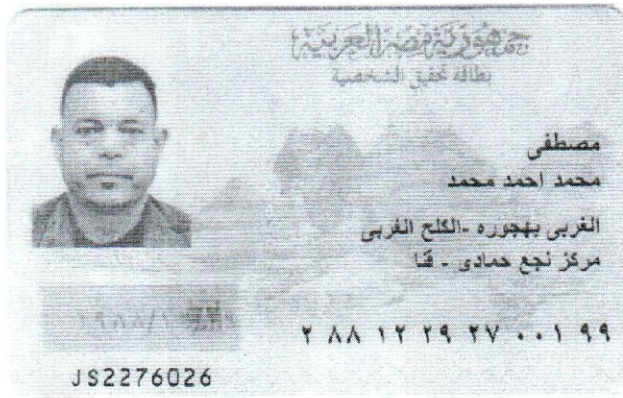 جمهورية مصر العربية
بطاقة تحقيق الشخصية
مصطفى
محمد احمد محمد
الغربى بهجوره -الكلح الغربى
مركز نجع حمادى - قنا
٢ ٨٨ ١٢ ٢٩ ٢٧ ٠٠١ ٩٩
JS2276026